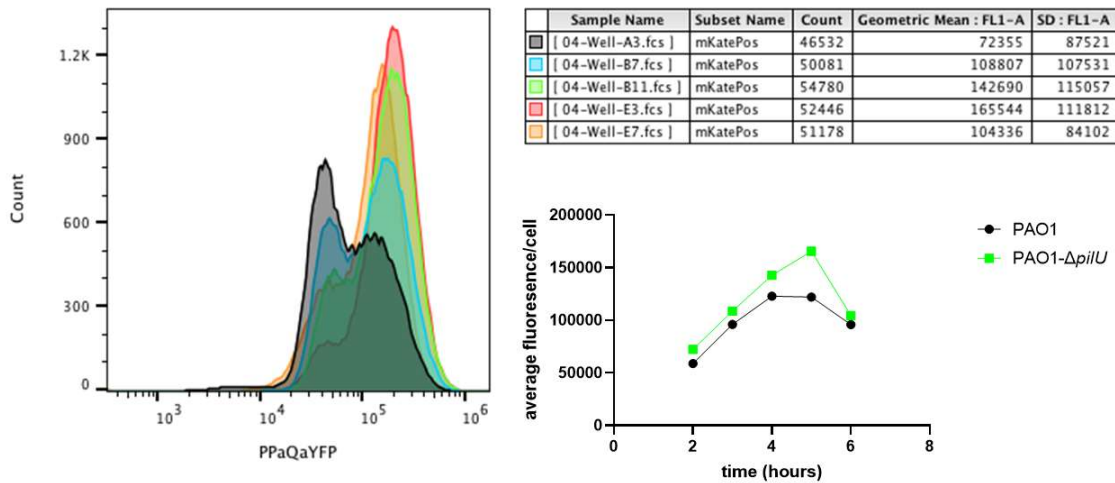 1.2K
900
600
300
0
Count
10^3
10^4
10^5
10^6
PPaQaYFP
Sample Name Subset Name Count Geometric Mean : FL1-A SD : FL1-A
[ 04-Well-A3.fcs ] mKatePos 46532 72355 87521
[ 04-Well-B7.fcs ] mKatePos 50081 108807 107531
[ 04-Well-B11.fcs ] mKatePos 54780 142690 115057
[ 04-Well-E3.fcs ] mKatePos 52446 165544 111812
[ 04-Well-E7.fcs ] mKatePos 51178 104336 84102
200000
150000
100000
50000
0
average fluoresence/cell
0 2 4 6 8
time (hours)
PAO1
PAO1-ΔpilU